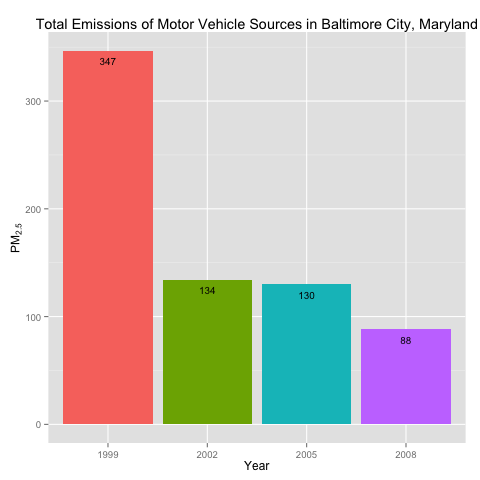 Total Emissions of Motor Vehicle Sources in Baltimore City, Maryland
347
300
200
134
130
100
88
0
PM2.5
1999 2002 2005 2008
Year